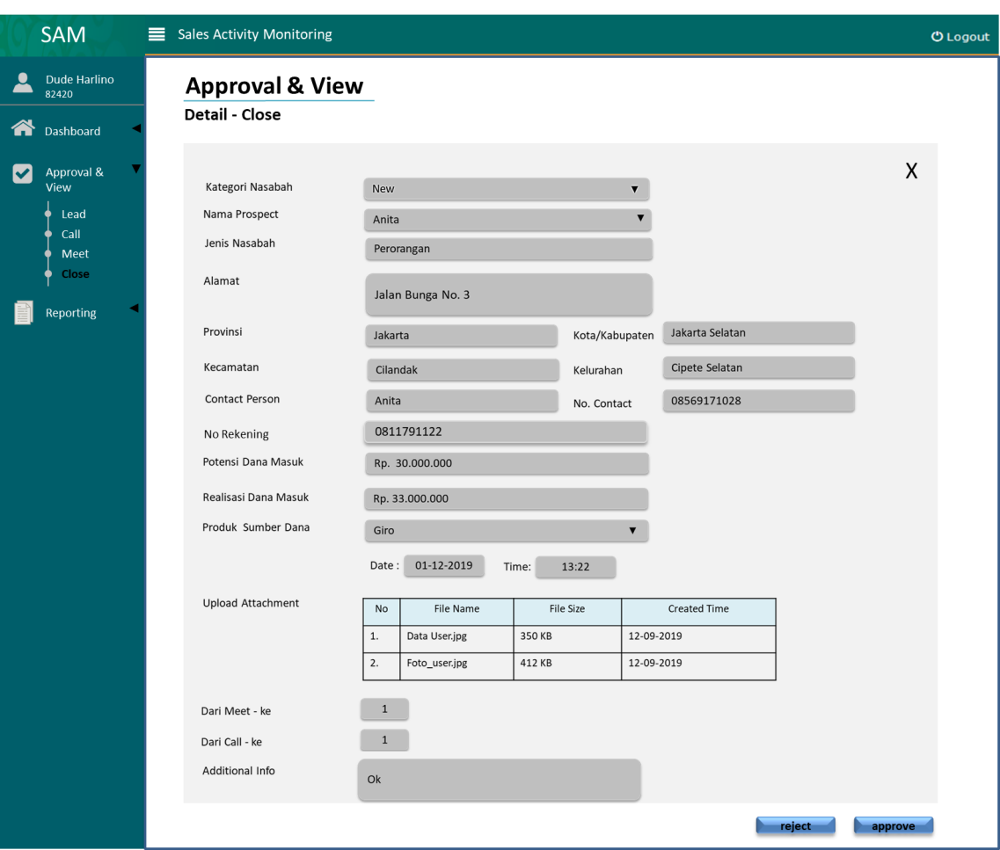 SAM
Sales Activity Monitoring
Logout
Dude Harlino
82420
Dashboard
Approval &
View
Lead
Call
Meet
Close
Reporting
Approval & View
Detail - Close
X
Kategori Nasabah New
Nama Prospect Anita
Jenis Nasabah Perorangan
Alamat Jalan Bunga No. 3
Provinsi Jakarta Kota/Kabupaten Jakarta Selatan
Kecamatan Cilandak Kelurahan Cipete Selatan
Contact Person Anita No. Contact 08569171028
No Rekening 0811791122
Potensi Dana Masuk Rp. 30.000.000
Realisasi Dana Masuk Rp. 33.000.000
Produk Sumber Dana Giro
Date : 01-12-2019 Time: 13:22
Upload Attachment
No File Name File Size Created Time
1. Data User.jpg 350 KB 12-09-2019
2. Foto_user.jpg 412 KB 12-09-2019
Dari Meet - ke 1
Dari Call - ke 1
Additional Info Ok
reject approve